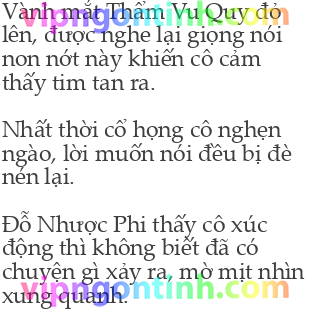 Vành mắt Thẩm Vu Quy đỏ
lên, được nghe lại giọng nói
non nớt này khiến cô cảm
thấy tim tan ra.
Nhất thời cổ họng cô nghẹn
ngào, lời muốn nói đều bị đè
nén lại.
Đỗ Nhược Phi thấy cô xúc
động thì không biết đã có
chuyện gì xảy ra, mờ mịt nhìn
xung quanh.
vipngontinh.com
vipngontinh.com